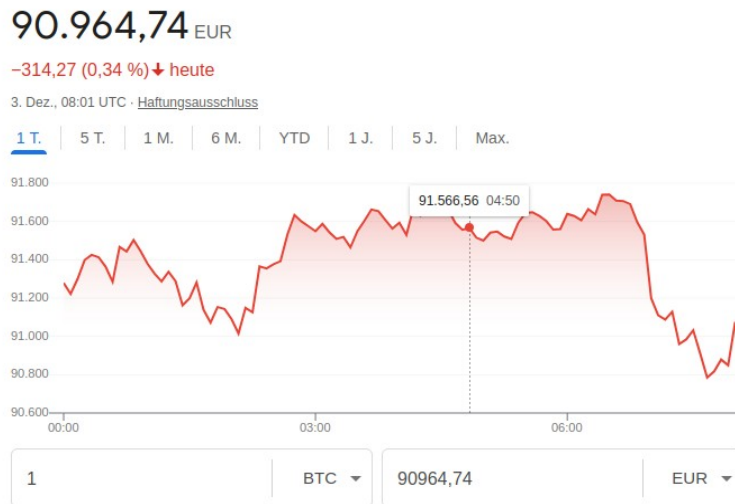 90.964,74 EUR
−314,27 (0,34 %) ↓ heute
3. Dez., 08:01 UTC · Haftungsausschluss
1 T. 5 T. 1 M. 6 M. YTD 1 J. 5 J. Max.
91.800
91.566,56 04:50
91.600
91.400
91.200
91.000
90.800
90.600
00:00 03:00 06:00
1 BTC 90964,74 EUR